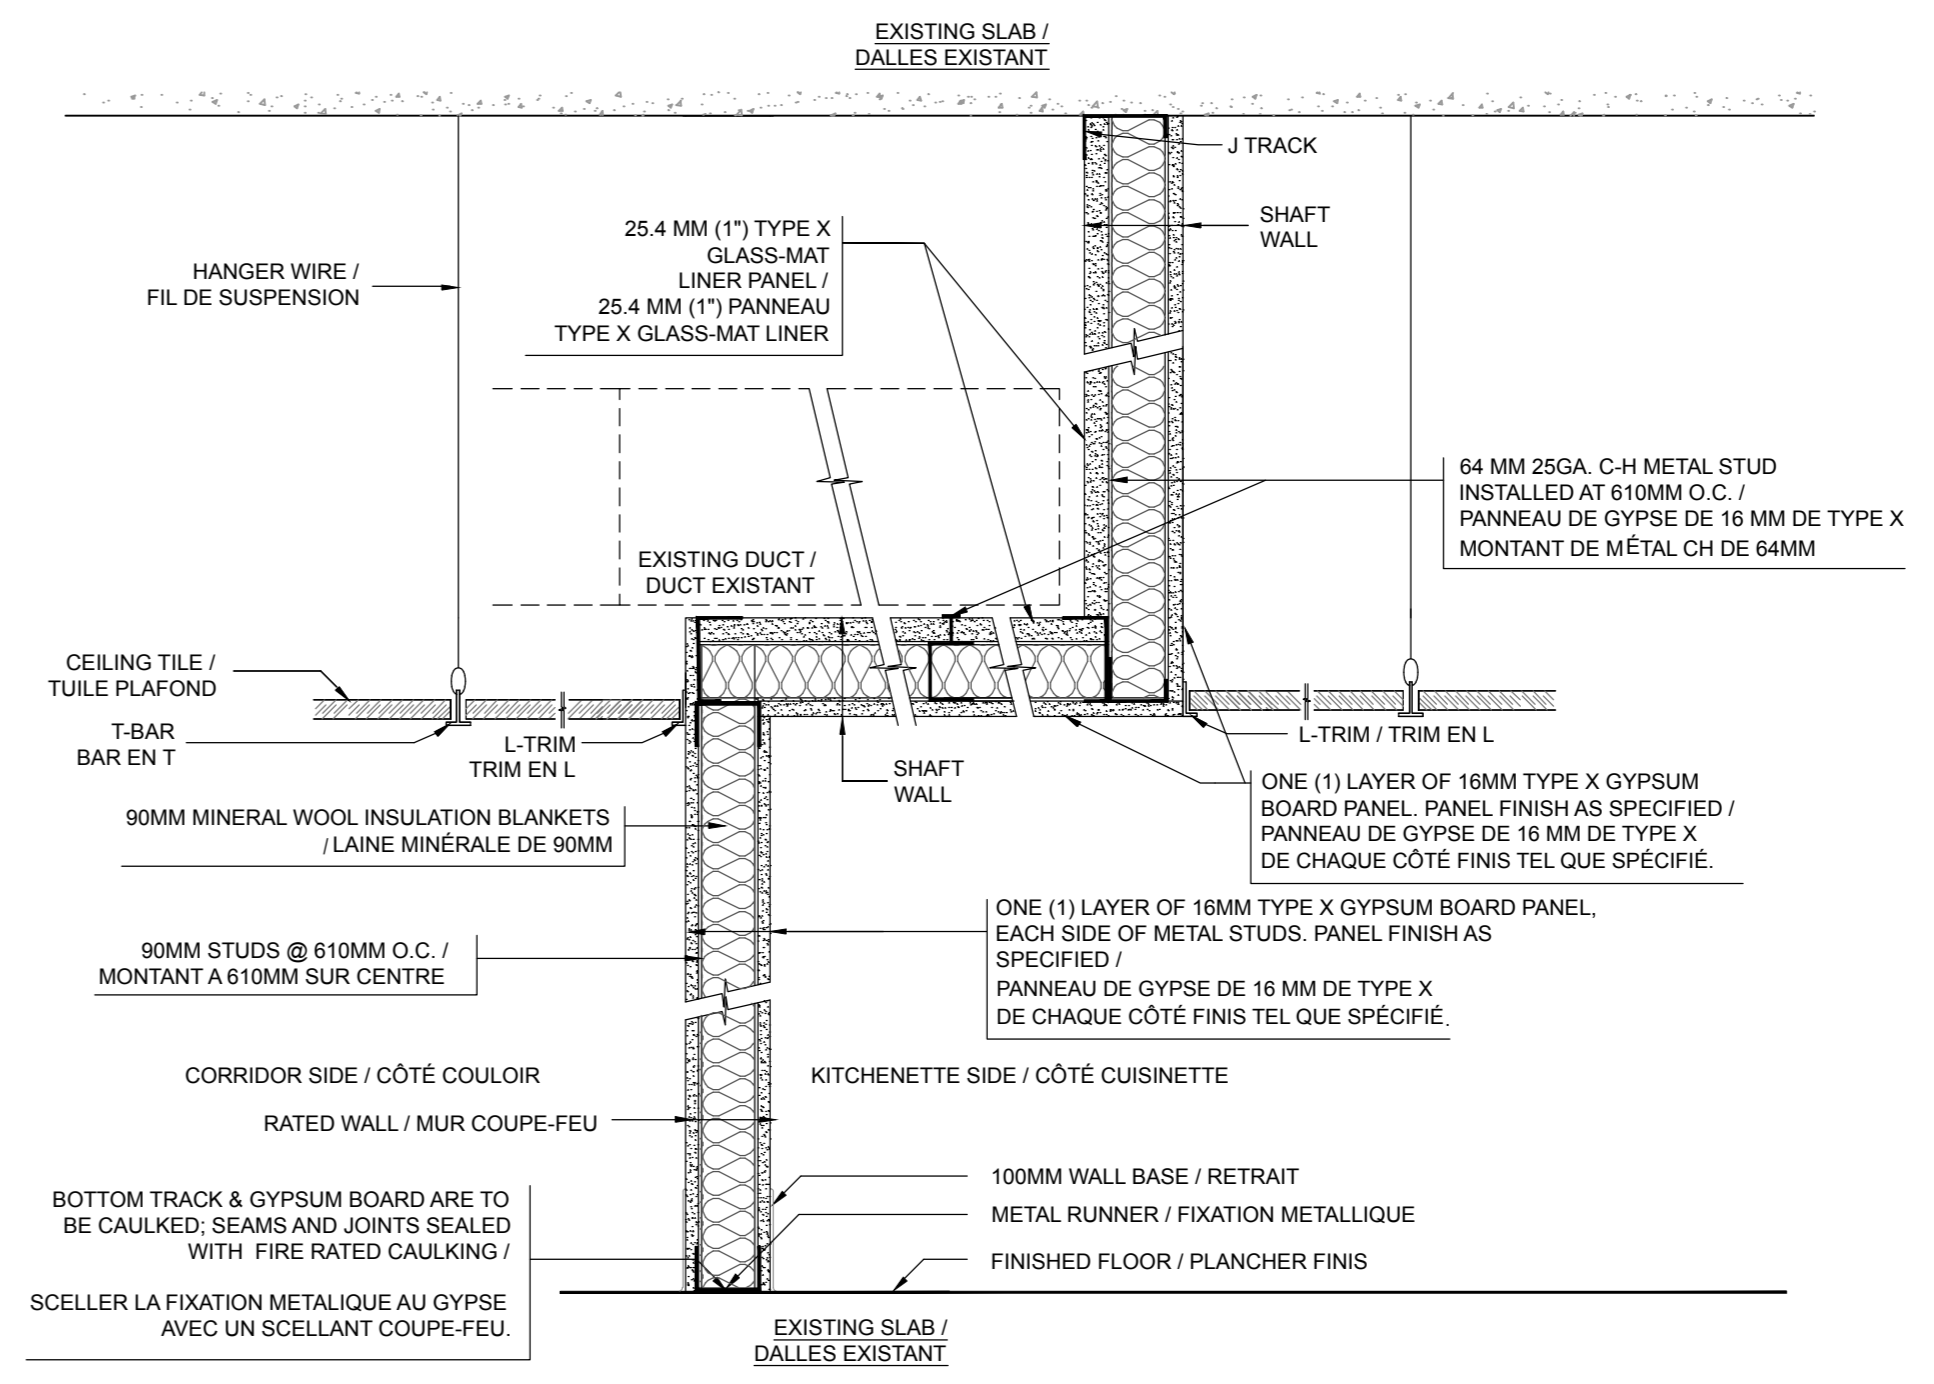 EXISTING SLAB /
DALLES EXISTANT
J TRACK
SHAFT
WALL
25.4 MM (1") TYPE X
GLASS-MAT
LINER PANEL /
25.4 MM (1") PANNEAU
TYPE X GLASS-MAT LINER
HANGER WIRE /
FIL DE SUSPENSION
64 MM 25GA. C-H METAL STUD
INSTALLED AT 610MM O.C. /
PANNEAU DE GYPSE DE 16 MM DE TYPE X
MONTANT DE MÉTAL CH DE 64MM
EXISTING DUCT /
DUCT EXISTANT
CEILING TILE /
TUILE PLAFOND
T-BAR
BAR EN T
L-TRIM
TRIM EN L
L-TRIM / TRIM EN L
SHAFT
WALL
ONE (1) LAYER OF 16MM TYPE X GYPSUM
BOARD PANEL. PANEL FINISH AS SPECIFIED /
PANNEAU DE GYPSE DE 16 MM DE TYPE X
DE CHAQUE CÔTÉ FINIS TEL QUE SPÉCIFIÉ.
90MM MINERAL WOOL INSULATION BLANKETS
/ LAINE MINÉRALE DE 90MM
ONE (1) LAYER OF 16MM TYPE X GYPSUM BOARD PANEL,
EACH SIDE OF METAL STUDS. PANEL FINISH AS
SPECIFIED /
PANNEAU DE GYPSE DE 16 MM DE TYPE X
DE CHAQUE CÔTÉ FINIS TEL QUE SPÉCIFIÉ.
90MM STUDS @ 610MM O.C. /
MONTANT A 610MM SUR CENTRE
CORRIDOR SIDE / CÔTÉ COULOIR
KITCHENETTE SIDE / CÔTÉ CUISINETTE
RATED WALL / MUR COUPE-FEU
100MM WALL BASE / RETRAIT
METAL RUNNER / FIXATION METALLIQUE
FINISHED FLOOR / PLANCHER FINIS
BOTTOM TRACK & GYPSUM BOARD ARE TO
BE CAULKED; SEAMS AND JOINTS SEALED
WITH FIRE RATED CAULKING /
SCELLER LA FIXATION METALIQUE AU GYPSE
AVEC UN SCELLANT COUPE-FEU.
EXISTING SLAB /
DALLES EXISTANT